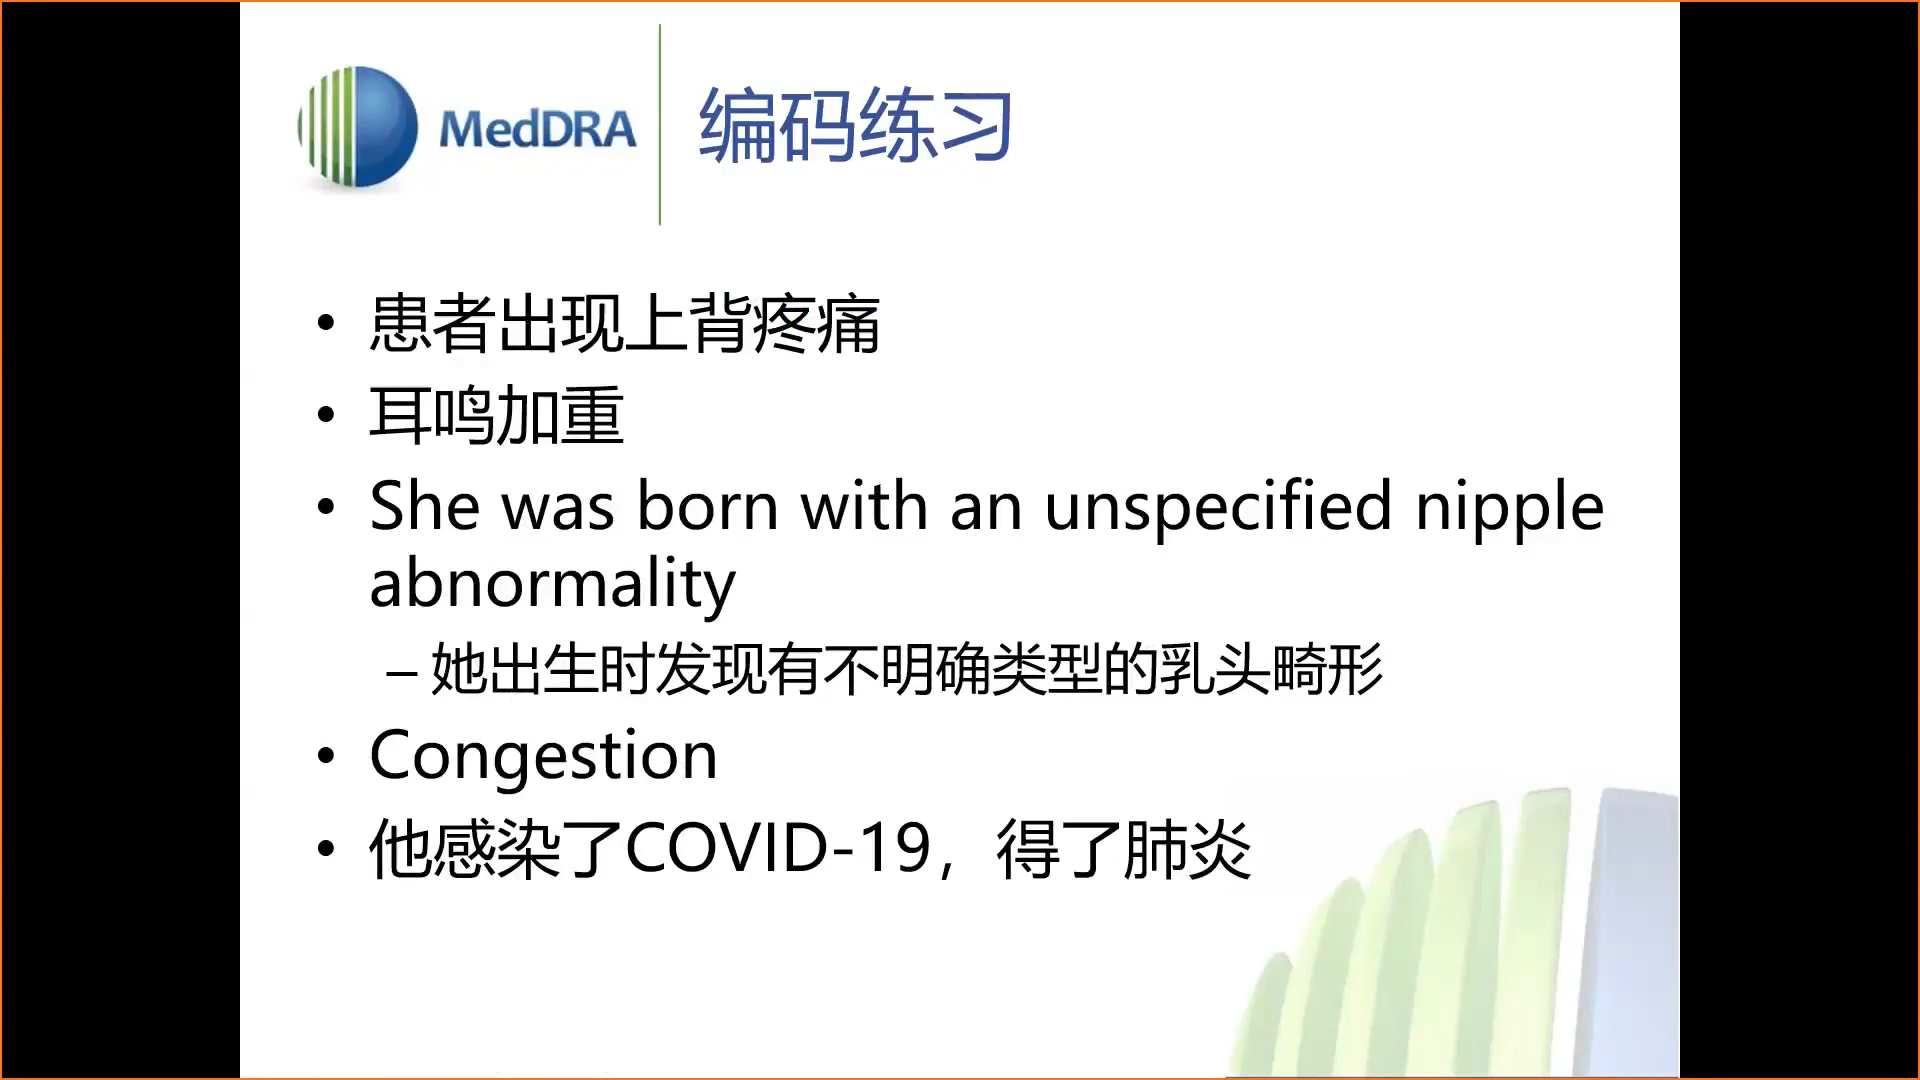 MedDRA
编码练习
• 患者出现上背疼痛
• 耳鸣加重
• She was born with an unspecified nipple
abnormality
– 她出生时发现有不明确类型的乳头畸形
• Congestion
• 他感染了COVID-19，得了肺炎